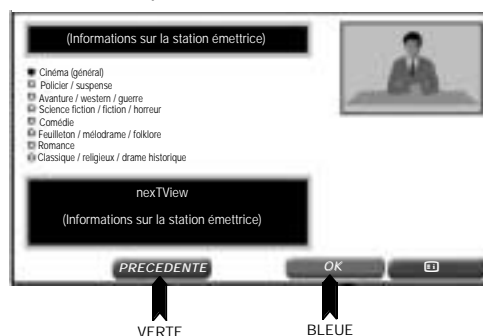 (Informations sur la station émettrice)
Cinéma (général)
Policier / suspense
Avanture / western / guerre
Science fiction / fiction / horreur
Comédie
Feuilleton / mélodrame / folklore
Romance
Classique / religieux / drame historique
nexTView
(Informations sur la station émettrice)
PRECEDENTE
OK
VERTE
BLEUE